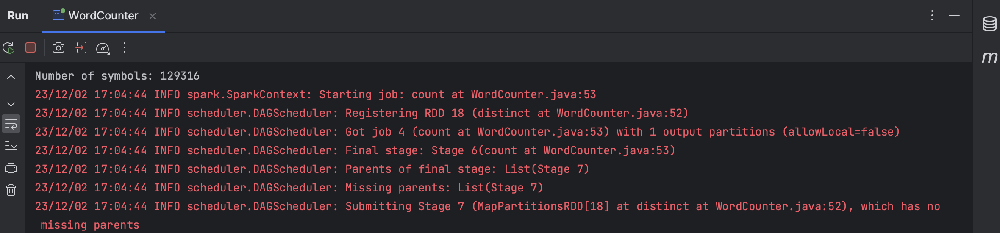 Run WordCounter
Number of symbols: 129316
23/12/02 17:04:44 INFO spark.SparkContext: Starting job: count at WordCounter.java:53
23/12/02 17:04:44 INFO scheduler.DAGScheduler: Registering RDD 18 (distinct at WordCounter.java:52)
23/12/02 17:04:44 INFO scheduler.DAGScheduler: Got job 4 (count at WordCounter.java:53) with 1 output partitions (allowLocal=false)
23/12/02 17:04:44 INFO scheduler.DAGScheduler: Final stage: Stage 6(count at WordCounter.java:53)
23/12/02 17:04:44 INFO scheduler.DAGScheduler: Parents of final stage: List(Stage 7)
23/12/02 17:04:44 INFO scheduler.DAGScheduler: Missing parents: List(Stage 7)
23/12/02 17:04:44 INFO scheduler.DAGScheduler: Submitting Stage 7 (MapPartitionsRDD[18] at distinct at WordCounter.java:52), which has no
missing parents
m